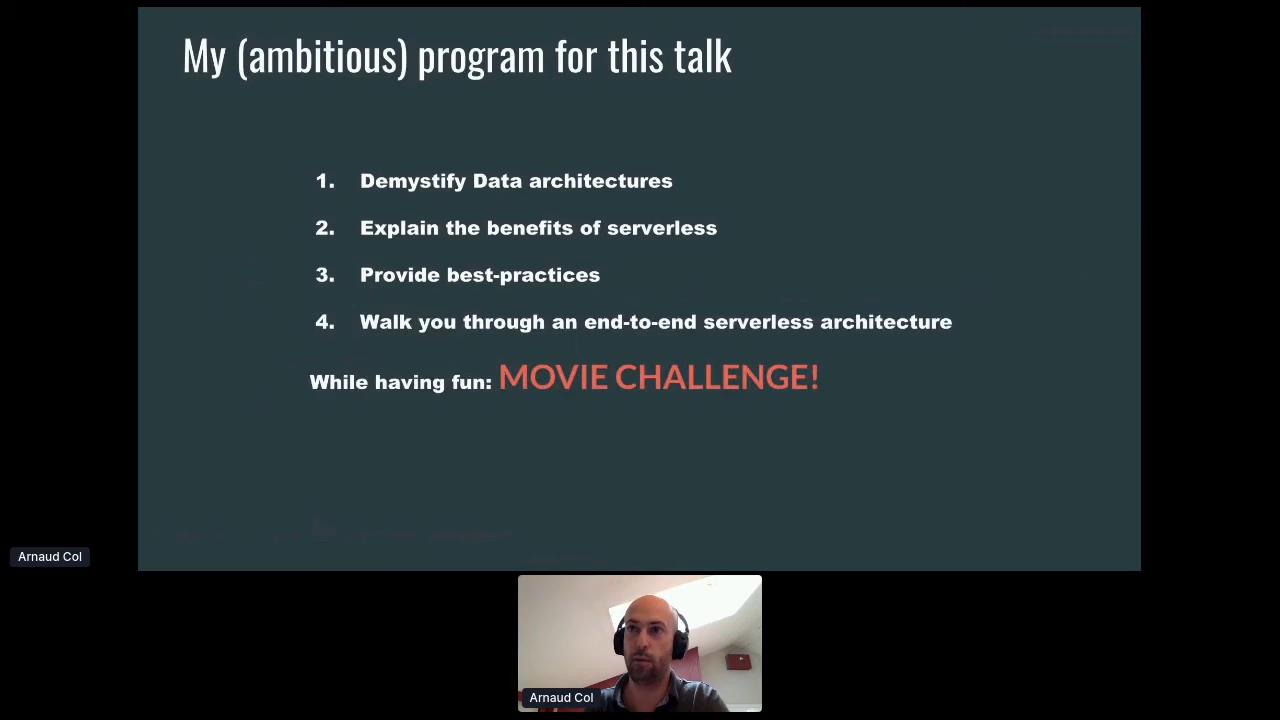 My (ambitious) program for this talk
1. Demystify Data architectures
2. Explain the benefits of serverless
3. Provide best-practices
4. Walk you through an end-to-end serverless architecture
While having fun: MOVIE CHALLENGE!
Arnaud Col
Arnaud Col